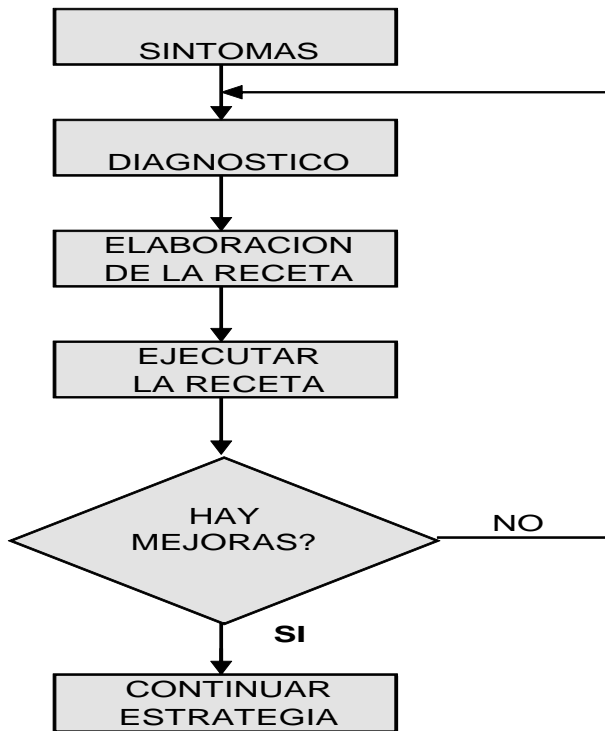 SINTOMAS
DIAGNOSTICO
ELABORACION
DE LA RECETA
EJECUTAR
LA RECETA
HAY
MEJORAS?
NO
SI
CONTINUAR
ESTRATEGIA